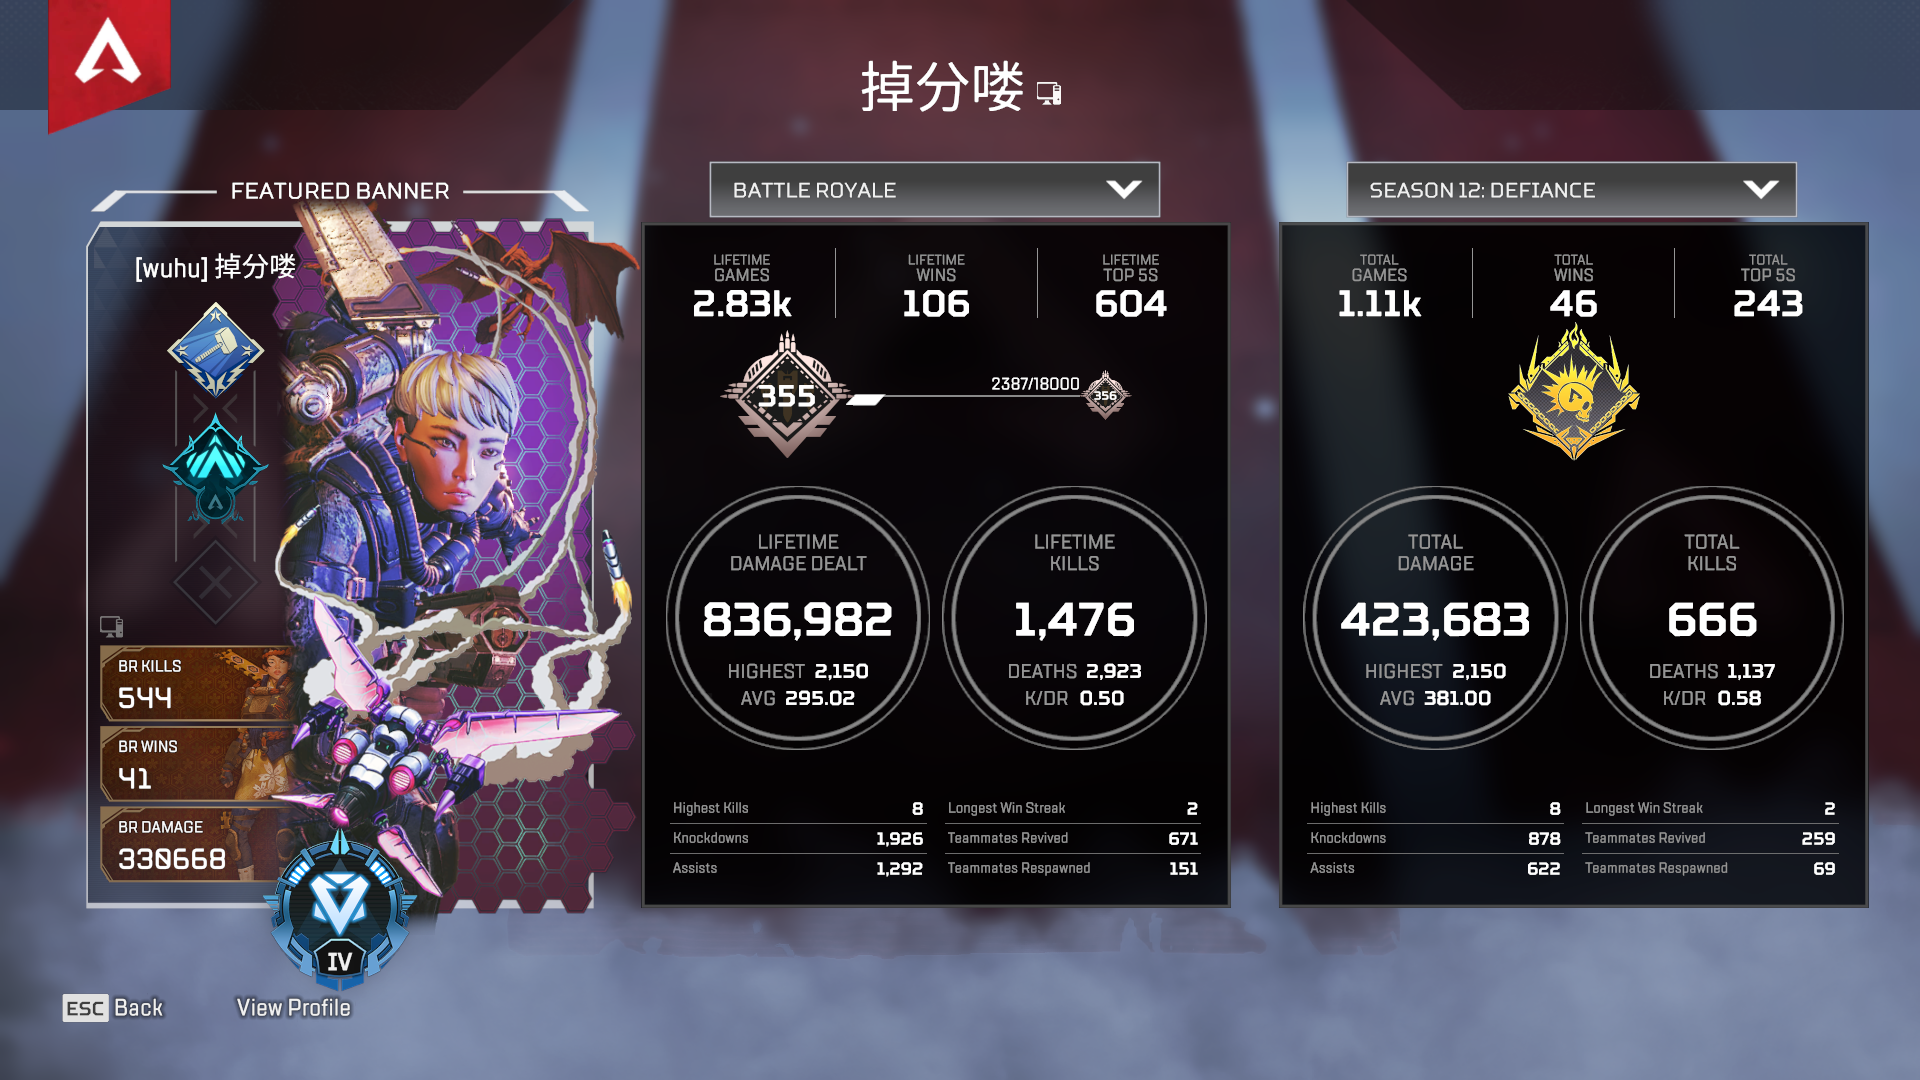 掉分喽
FEATURED BANNER
[wuhu] 掉分喽
BR KILLS
544
BR WINS
41
BR DAMAGE
330668
IV
BATTLE ROYALE
LIFETIME
GAMES
2.83k
LIFETIME
WINS
106
LIFETIME
TOP 5S
604
355
2387/18000
356
LIFETIME
DAMAGE DEALT
836,982
HIGHEST 2,150
AVG 295.02
LIFETIME
KILLS
1,476
DEATHS 2,923
K/DR 0.50
Highest Kills 8
Knockdowns 1,926
Assists 1,292
Longest Win Streak 2
Teammates Revived 671
Teammates Respawned 151
SEASON 12: DEFIANCE
TOTAL
GAMES
1.11k
TOTAL
WINS
46
TOTAL
TOP 5S
243
TOTAL
DAMAGE
423,683
HIGHEST 2,150
AVG 381.00
TOTAL
KILLS
666
DEATHS 1,137
K/DR 0.58
Highest Kills 8
Knockdowns 878
Assists 622
Longest Win Streak 2
Teammates Revived 259
Teammates Respawned 69
ESC Back
View Profile